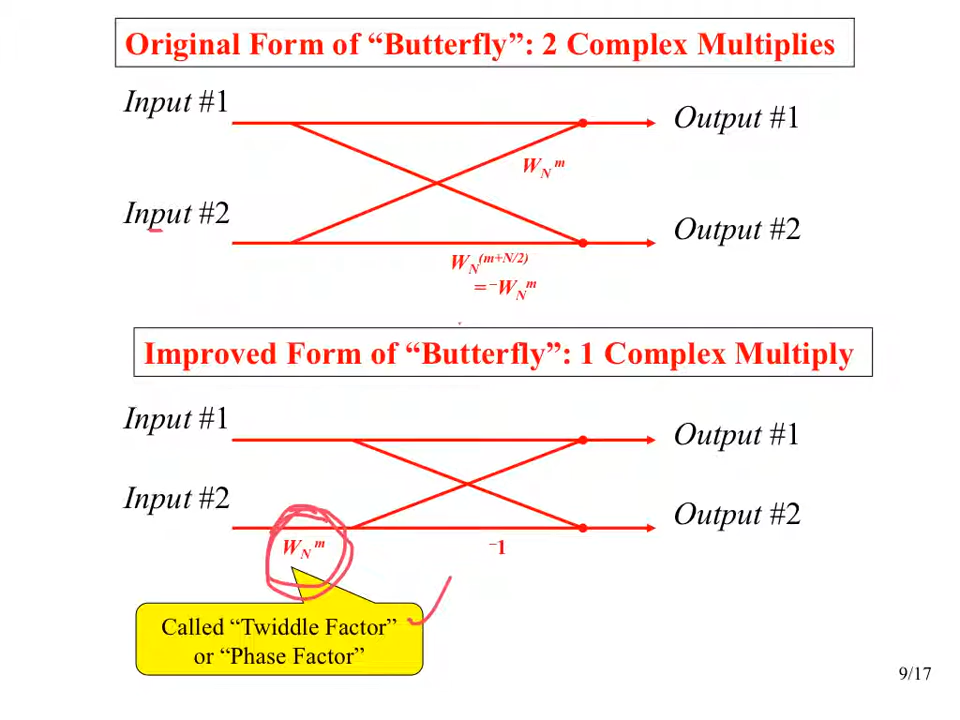 Original Form of “Butterfly”: 2 Complex Multiplies
Input #1
Output #1
W_N^m
Input #2
Output #2
W_N^(m+N/2)
= −W_N^m
Improved Form of “Butterfly”: 1 Complex Multiply
Input #1
Output #1
Input #2
Output #2
W_N^m
−1
Called “Twiddle Factor”
or “Phase Factor”
9/17